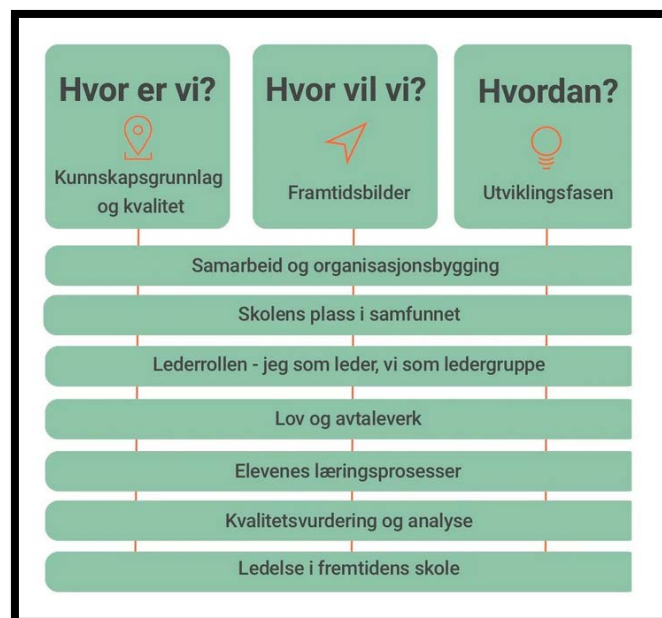 Hvor er vi?
Kunnskapsgrunnlag
og kvalitet
Hvor vil vi?
Framtidsbilder
Hvordan?
Utviklingsfasen
Samarbeid og organisasjonsbygging
Skolens plass i samfunnet
Lederrollen - jeg som leder, vi som ledergruppe
Lov og avtaleverk
Elevenes læringsprosesser
Kvalitetsvurdering og analyse
Ledelse i fremtidens skole